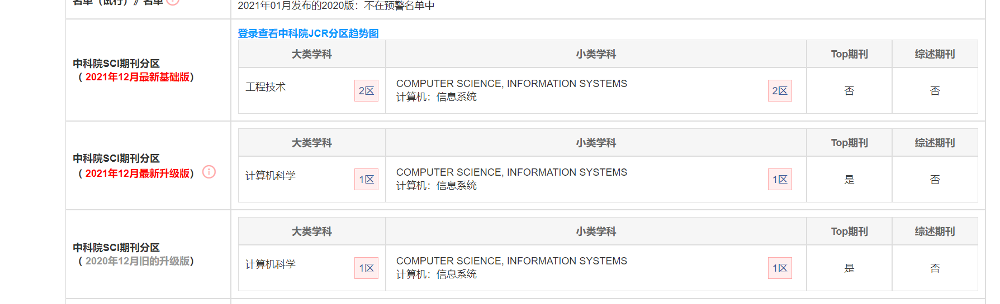 名单（试行）》名单
2021年01月发布的2020版：不在预警名单中
中科院SCI期刊分区
（ 2021年12月最新基础版）
登录查看中科院JCR分区趋势图
大类学科 小类学科 Top期刊 综述期刊
工程技术 2区 COMPUTER SCIENCE, INFORMATION SYSTEMS 2区 否 否
计算机：信息系统
中科院SCI期刊分区
（ 2021年12月最新升级版）
大类学科 小类学科 Top期刊 综述期刊
计算机科学 1区 COMPUTER SCIENCE, INFORMATION SYSTEMS 1区 是 否
计算机：信息系统
中科院SCI期刊分区
（ 2020年12月旧的升级版）
大类学科 小类学科 Top期刊 综述期刊
计算机科学 1区 COMPUTER SCIENCE, INFORMATION SYSTEMS 1区 是 否
计算机：信息系统